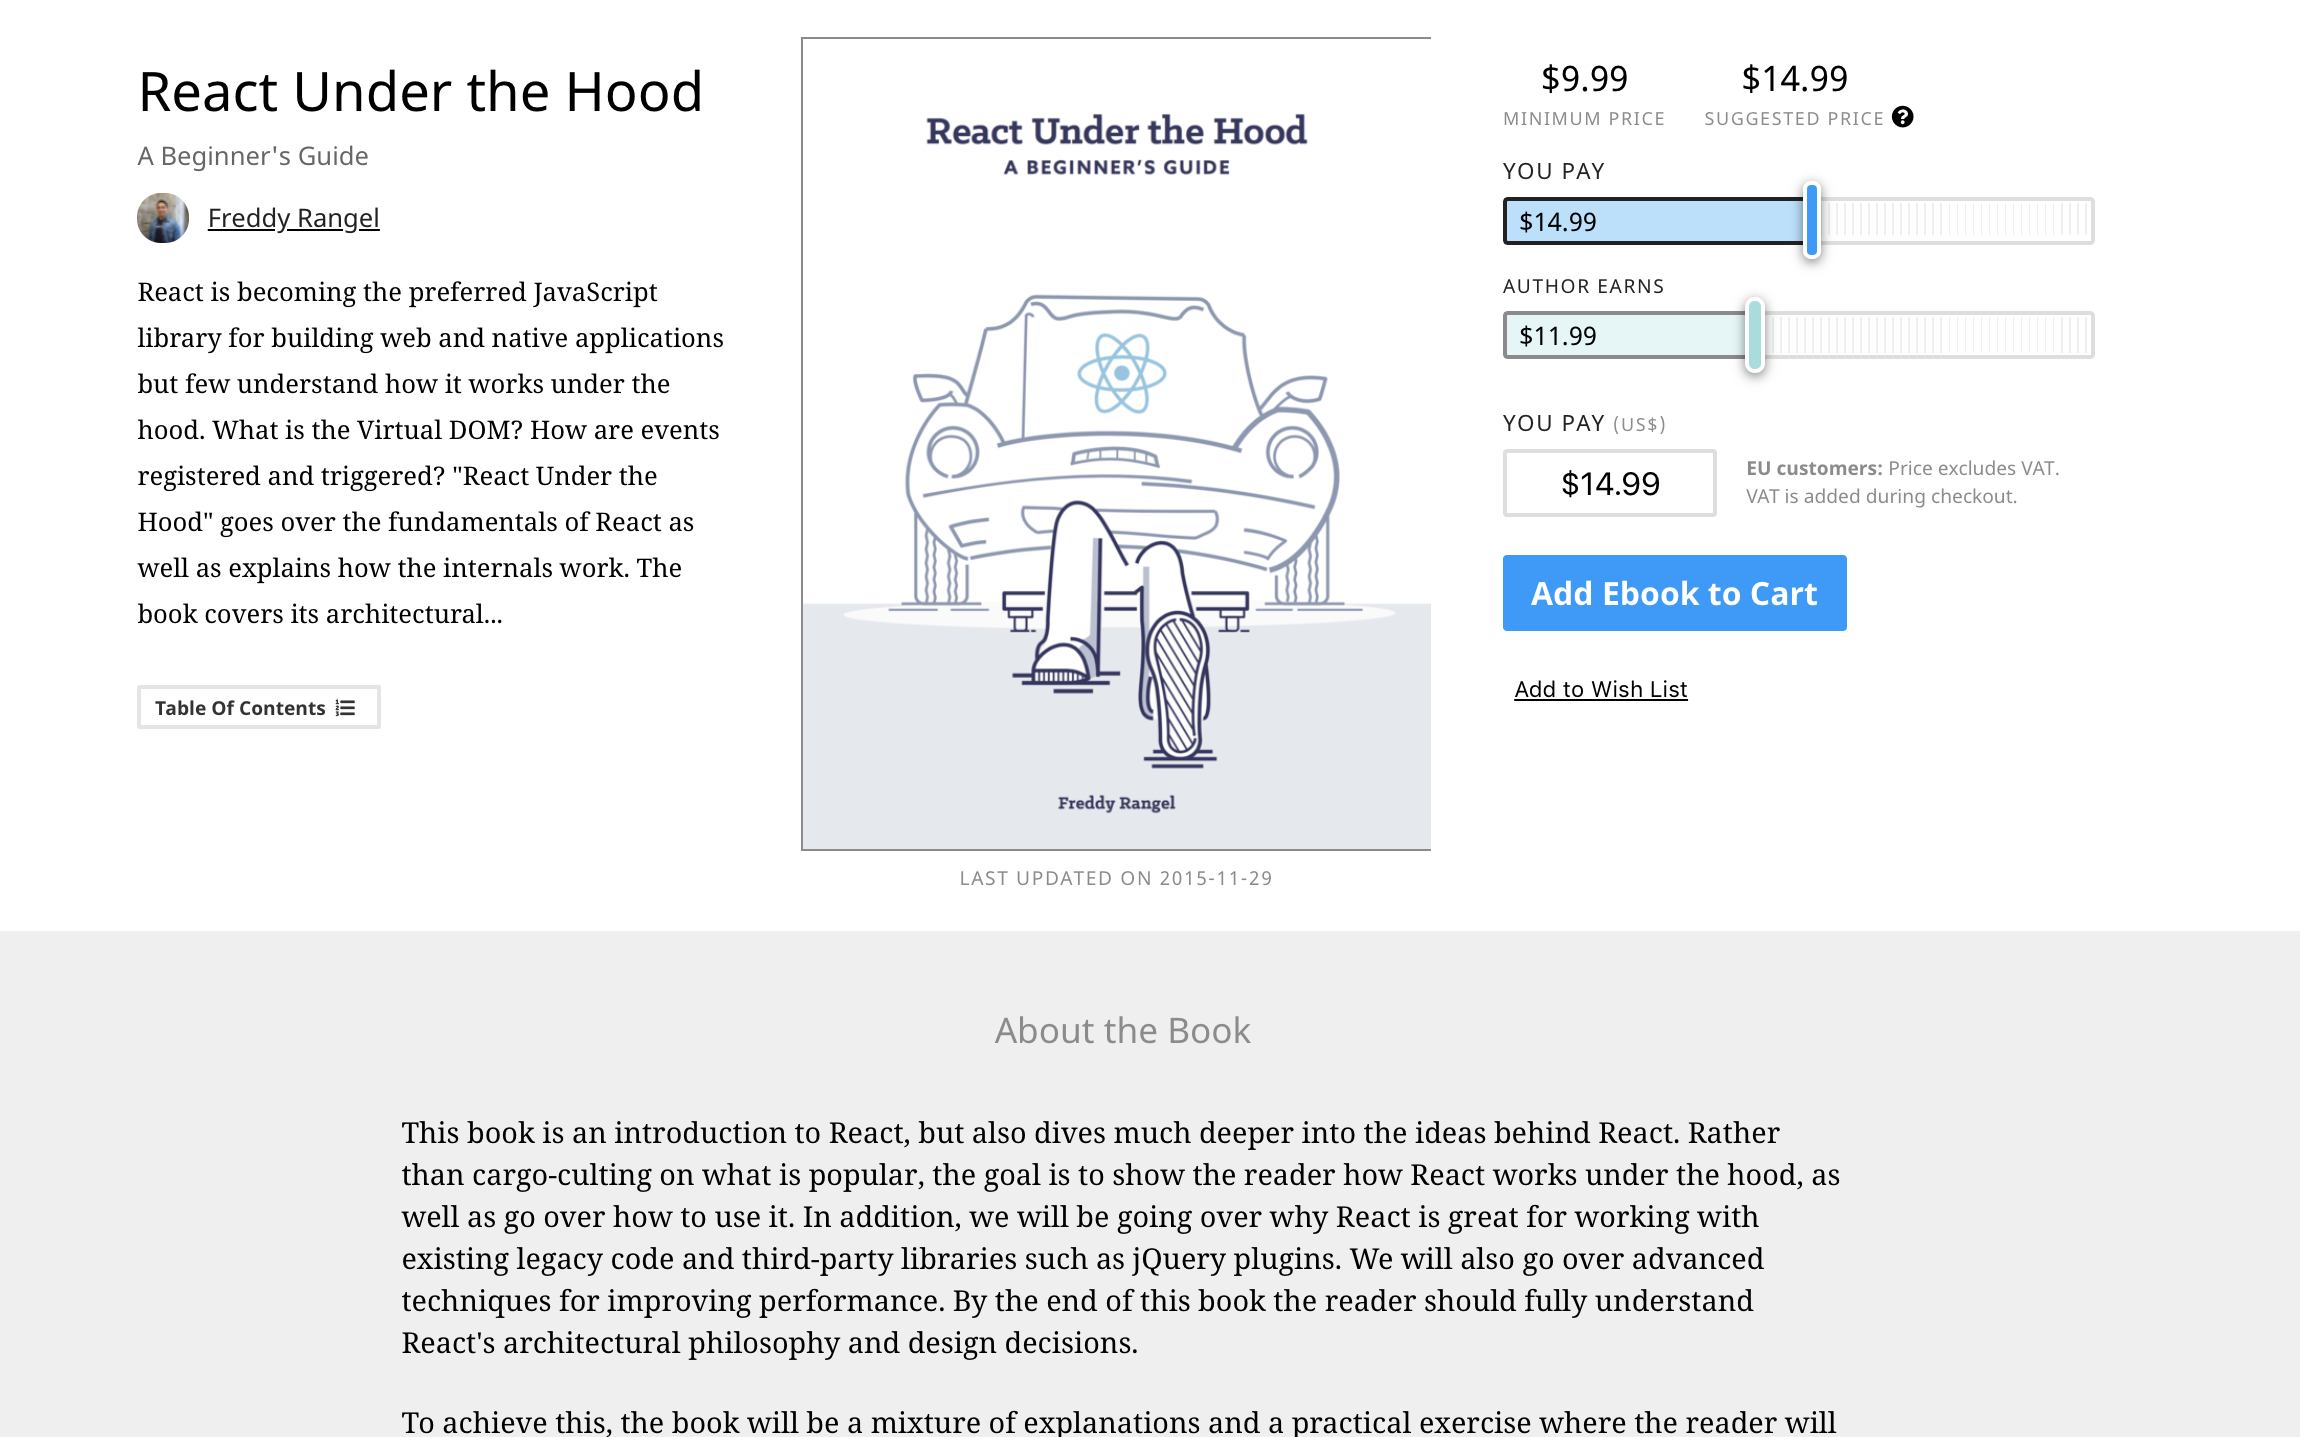 React Under the Hood
A Beginner's Guide
Freddy Rangel
React is becoming the preferred JavaScript
library for building web and native applications
but few understand how it works under the
hood. What is the Virtual DOM? How are events
registered and triggered? "React Under the
Hood" goes over the fundamentals of React as
well as explains how the internals work. The
book covers its architectural...
Table Of Contents
React Under the Hood
A BEGINNER'S GUIDE
Freddy Rangel
LAST UPDATED ON 2015-11-29
$9.99
MINIMUM PRICE
$14.99
SUGGESTED PRICE ?
YOU PAY
$14.99
AUTHOR EARNS
$11.99
YOU PAY (US$)
$14.99
EU customers: Price excludes VAT.
VAT is added during checkout.
Add Ebook to Cart
Add to Wish List
About the Book
This book is an introduction to React, but also dives much deeper into the ideas behind React. Rather
than cargo-culting on what is popular, the goal is to show the reader how React works under the hood, as
well as go over how to use it. In addition, we will be going over why React is great for working with
existing legacy code and third-party libraries such as jQuery plugins. We will also go over advanced
techniques for improving performance. By the end of this book the reader should fully understand
React's architectural philosophy and design decisions.
To achieve this, the book will be a mixture of explanations and a practical exercise where the reader will